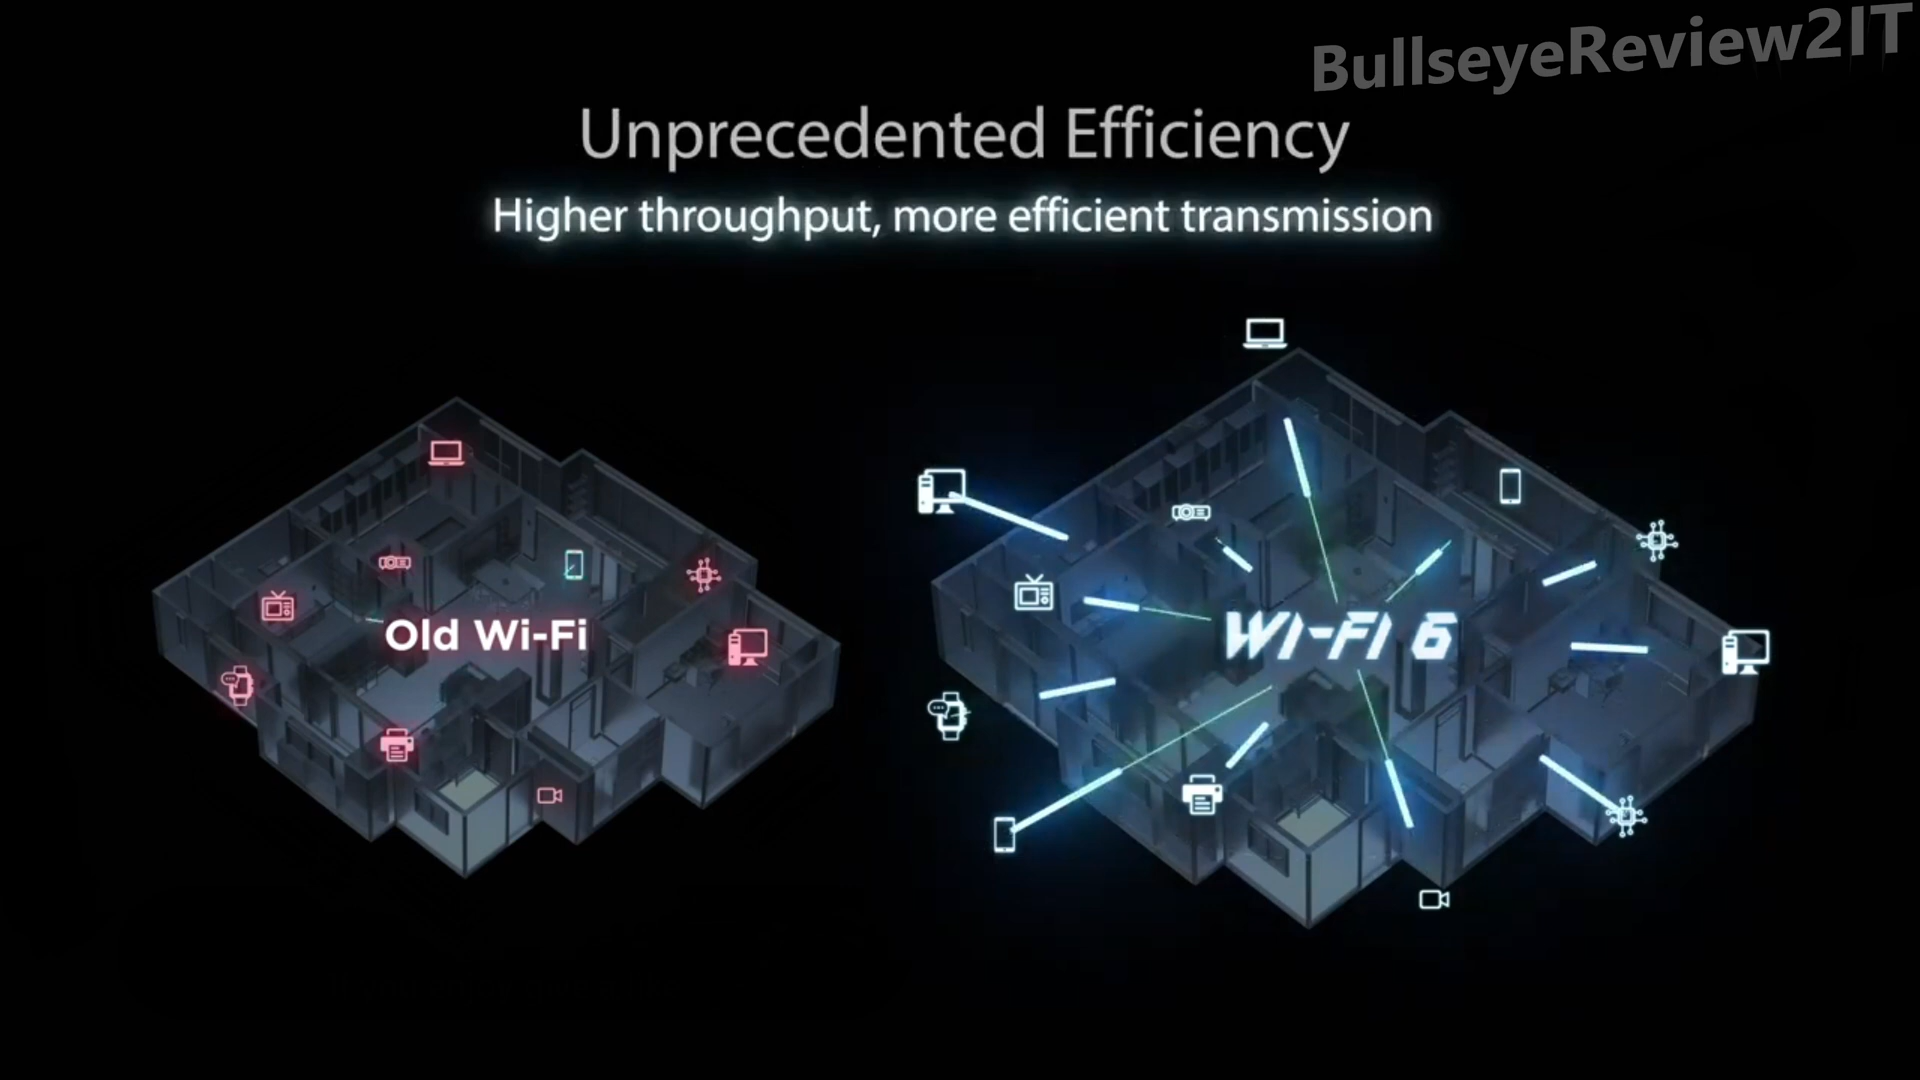 BullseyeReview2IT
Unprecedented Efficiency
Higher throughput, more efficient transmission
Old Wi-Fi
WI-FI 6